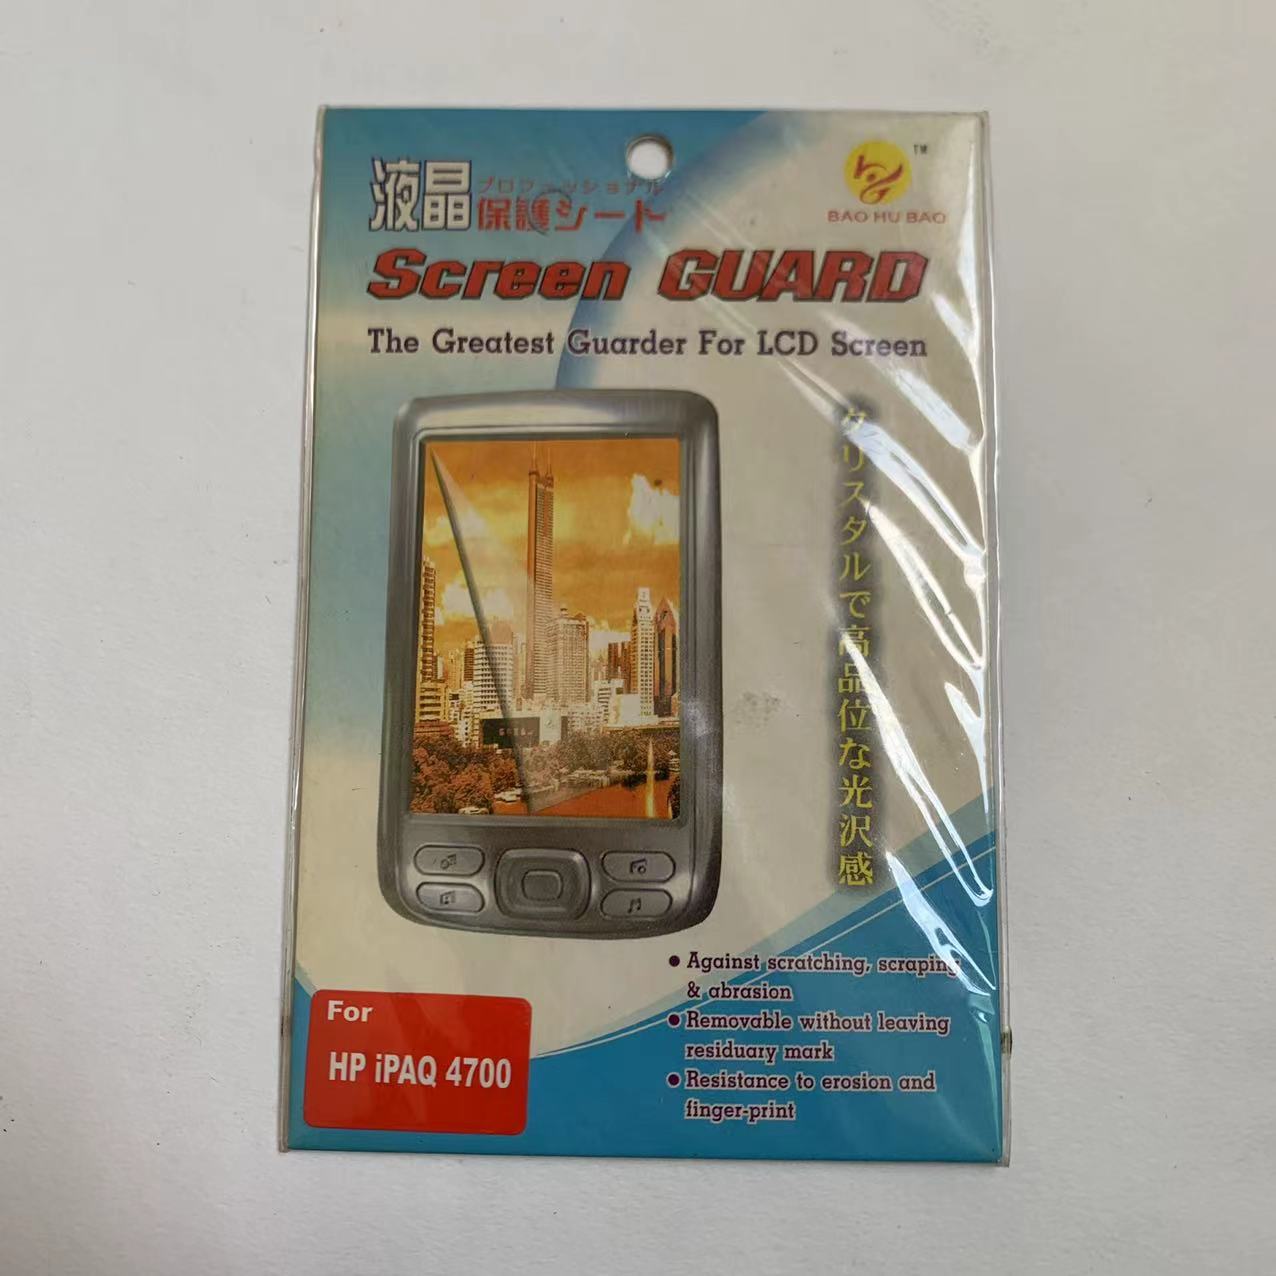 液晶
プロフェッショナル
保護シート
TM
BAO HU BAO
Screen GUARD
The Greatest Guarder For LCD Screen
クリスタルで高品位な光沢感
• Against scratching, scraping
& abrasion
• Removable without leaving
residuary mark
• Resistance to erosion and
finger-print
For
HP iPAQ 4700